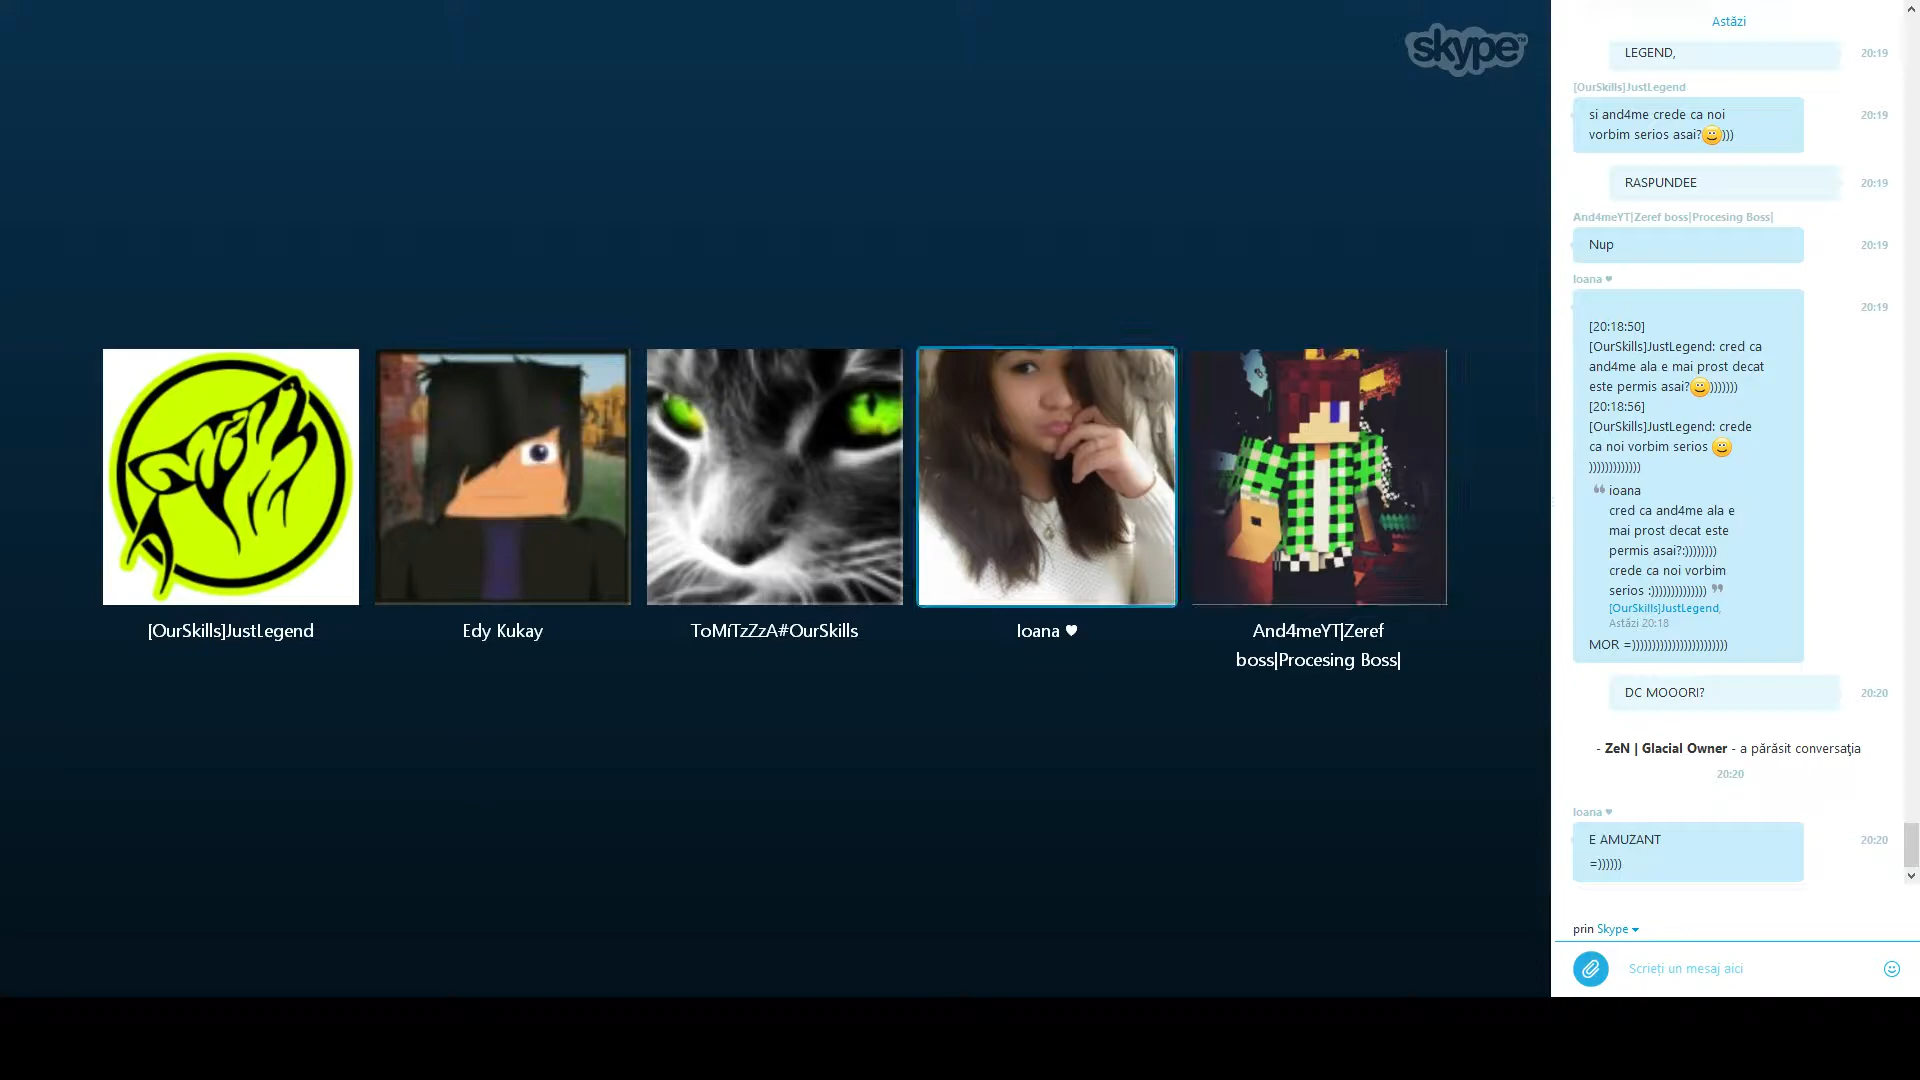 skype™
[OurSkills]JustLegend
Edy Kukay
ToMíTzZzA#OurSkills
Ioana ♥
And4meYT|Zeref
boss|Procesing Boss|
Astăzi
LEGEND,
20:19
[OurSkills]JustLegend
si and4me crede ca noi
20:19
vorbim serios asai?)))
RASPUNDEE
20:19
And4meYT|Zeref boss|Procesing Boss|
Nup
20:19
Ioana ♥
20:19
[20:18:50]
[OurSkills]JustLegend: cred ca
and4me ala e mai prost decat
este permis asai?)))))))
[20:18:56]
[OurSkills]JustLegend: crede
ca noi vorbim serios
)))))))))))))
❝ ioana
cred ca and4me ala e
mai prost decat este
permis asai?:))))))))
crede ca noi vorbim
serios :)))))))))))))) ❞
[OurSkills]JustLegend,
Astăzi 20:18
MOR =))))))))))))))))))))))))
DC MOOORI?
20:20
- ZeN | Glacial Owner - a părăsit conversaţia
20:20
Ioana ♥
E AMUZANT
20:20
=))))))
prin Skype
Scrieți un mesaj aici